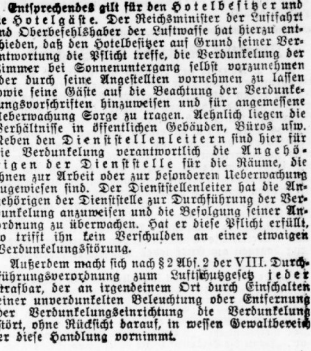 Entsprechendes gilt für den Hotelbesitzer und
die Hotelgäste. Der Reichsminister der Luftfahrt
und Oberbefehlshaber der Luftwaffe hat hierzu ent-
schieden, daß den Hotelbesitzer auf Grund seiner Ver-
antwortung die Pflicht treffe, die Verdunkelung der
Zimmer bei Sonnenuntergang selbst vorzunehmen
oder durch seine Angestellten vornehmen zu lassen
sowie seine Gäste auf die Beachtung der Verdunke-
lungsvorschriften hinzuweisen und für angemessene
Ueberwachung Sorge zu tragen. Aehnlich liegen die
Verhältnisse in öffentlichen Gebäuden, Büros usw.
Neben den Dienststellenleitern sind hier für
die Verdunkelung verantwortlich die Angehö-
rigen der Dienststelle für die Räume, die
ihnen zur Arbeit oder zur besonderen Ueberwachung
zugewiesen sind. Der Dienststellenleiter hat die An-
gehörigen der Dienststelle zur Durchführung der Ver-
dunkelung anzuweisen und die Befolgung seiner An-
ordnung zu überwachen. Hat er diese Pflicht erfüllt,
so trifft ihn kein Verschulden an einer etwaigen
Verdunkelungsstörung.
Außerdem macht sich nach § 2 Abs. 2 der VIII. Durch-
führungsverordnung zum Luftschutzgesetz jeder
strafbar, der an irgendeinem Ort durch Einschalten
einer unverdunkelten Beleuchtung oder Entfernung
der Verdunkelungseinrichtung die Verdunkelung
stört, ohne Rücksicht darauf, in wessen Gewaltbereich
er diese Handlung vornimmt.